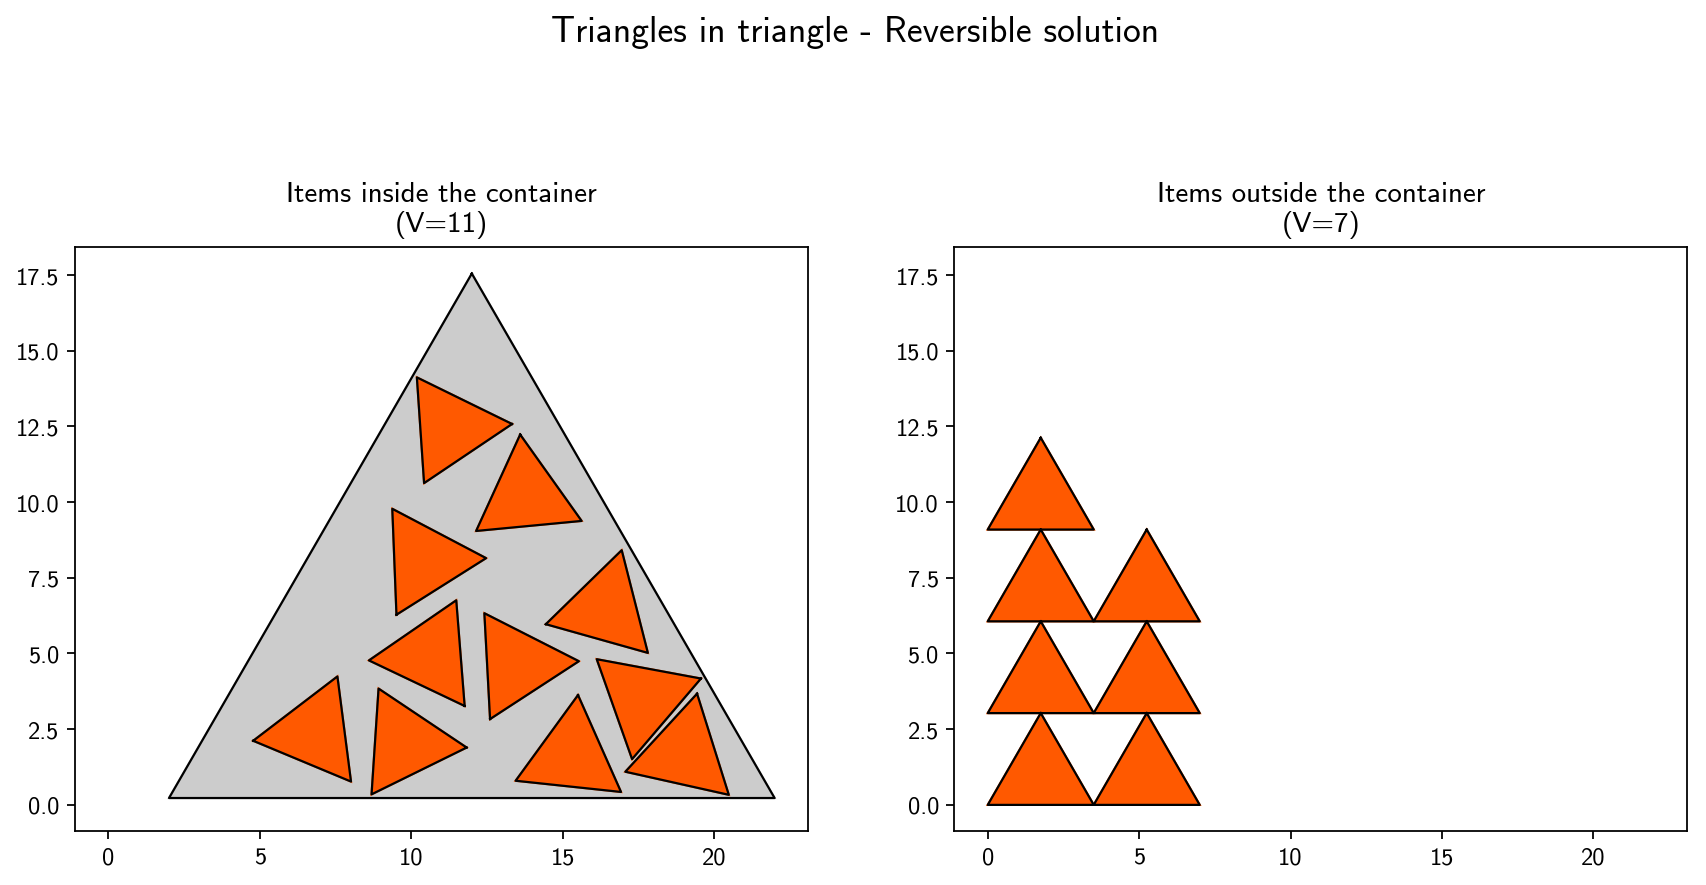 Triangles in triangle - Reversible solution
Items inside the container
(V=11)
17.5
15.0
12.5
10.0
7.5
5.0
2.5
0.0
0 5 10 15 20
Items outside the container
(V=7)
17.5
15.0
12.5
10.0
7.5
5.0
2.5
0.0
0 5 10 15 20